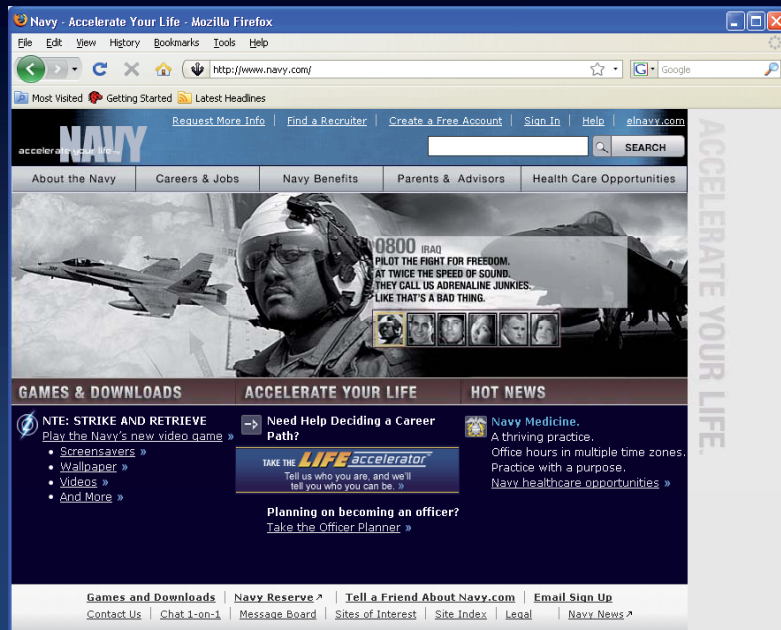 Navy - Accelerate Your Life - Mozilla Firefox
File Edit View History Bookmarks Tools Help
http://www.navy.com/
G Google
Most Visited Getting Started Latest Headlines
Request More Info | Find a Recruiter | Create a Free Account | Sign In | Help | elnavy.com
NAVY
accelerate your life™
SEARCH
About the Navy Careers & Jobs Navy Benefits Parents & Advisors Health Care Opportunities
0800 IRAQ
PILOT THE FIGHT FOR FREEDOM.
AT TWICE THE SPEED OF SOUND.
THEY CALL US ADRENALINE JUNKIES.
LIKE THAT'S A BAD THING.
ACCELERATE YOUR LIFE.
GAMES & DOWNLOADS ACCELERATE YOUR LIFE HOT NEWS
NTE: STRIKE AND RETRIEVE
Play the Navy's new video game »
• Screensavers »
• Wallpaper »
• Videos »
• And More »
Need Help Deciding a Career
Path?
TAKE THE LIFE accelerator™
Tell us who you are, and we'll
tell you who you can be. »
Planning on becoming an officer?
Take the Officer Planner »
Navy Medicine.
A thriving practice.
Office hours in multiple time zones.
Practice with a purpose.
Navy healthcare opportunities »
Games and Downloads | Navy Reserve↗ | Tell a Friend About Navy.com | Email Sign Up
Contact Us | Chat 1-on-1 | Message Board | Sites of Interest | Site Index | Legal | Navy News↗